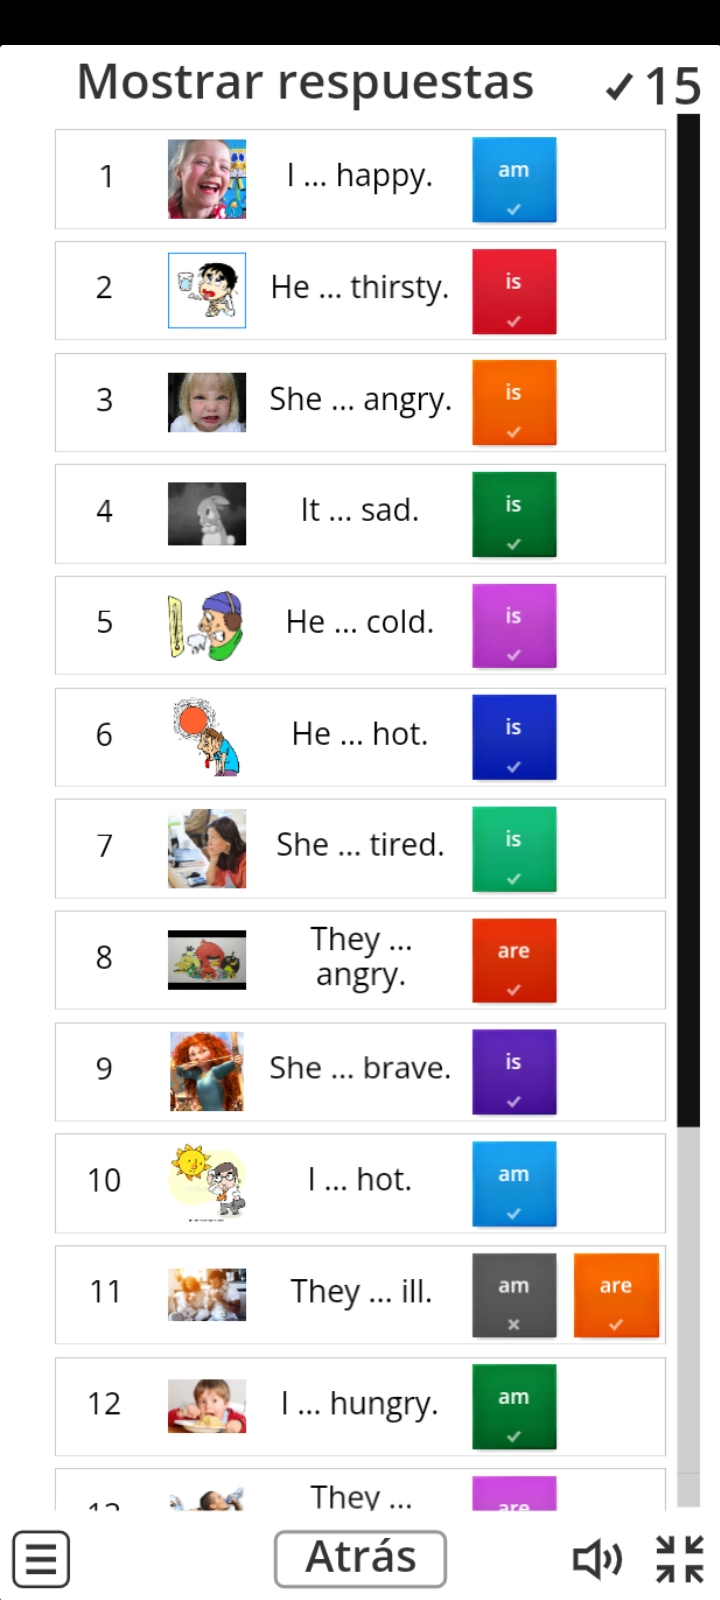 Mostrar respuestas ✓15
1 I ... happy. am
2 He ... thirsty. is
3 She ... angry. is
4 It ... sad. is
5 He ... cold. is
6 He ... hot. is
7 She ... tired. is
8 They ... angry. are
9 She ... brave. is
10 I ... hot. am
11 They ... ill. am are
12 I ... hungry. am
13 They ... are
Atrás